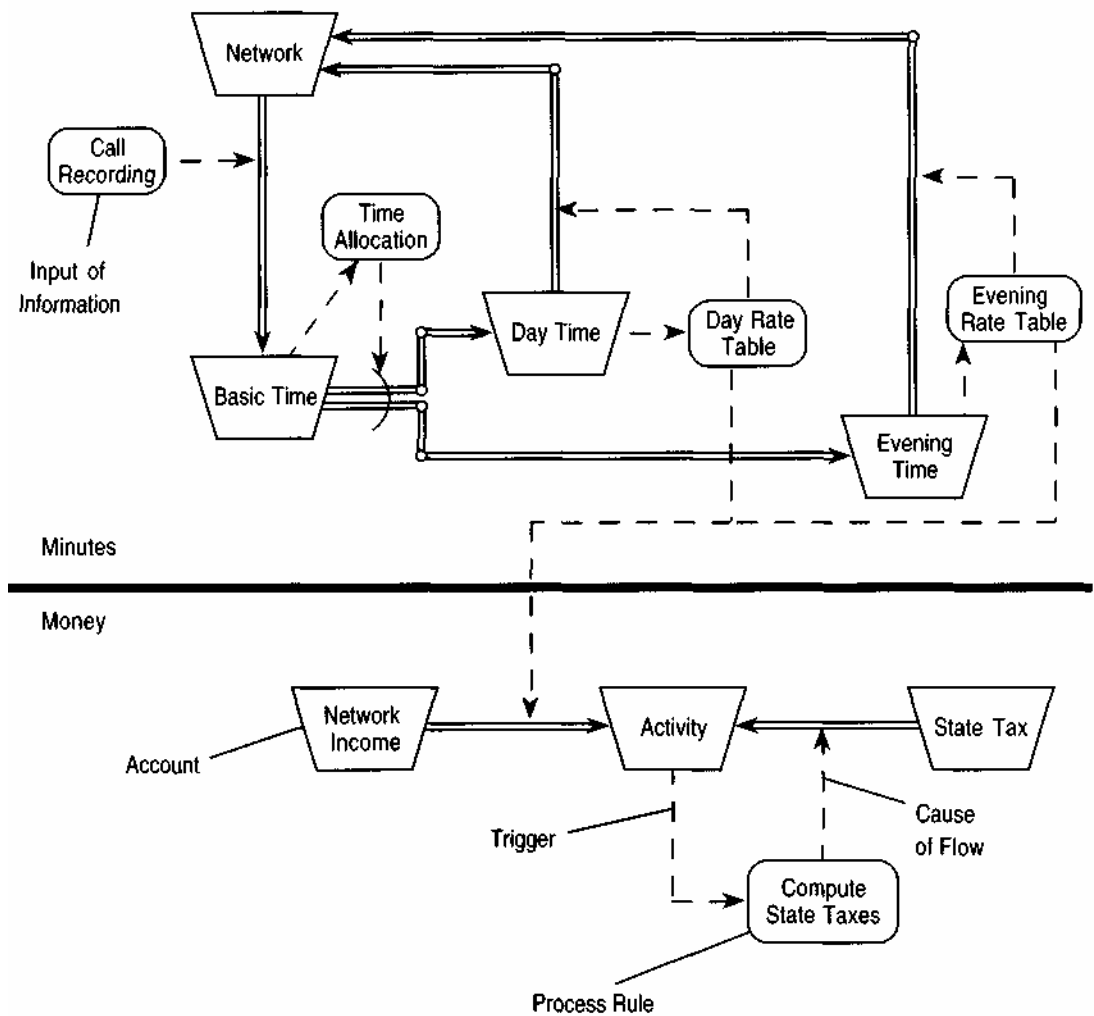 Network
Call
Recording
Time
Allocation
Input of
Information
Evening
Rate Table
Day Time
Day Rate
Table
Basic Time
Evening
Time
Minutes
Money
Network
Income
Activity
State Tax
Account
Trigger
Cause
of Flow
Compute
State Taxes
Process Rule